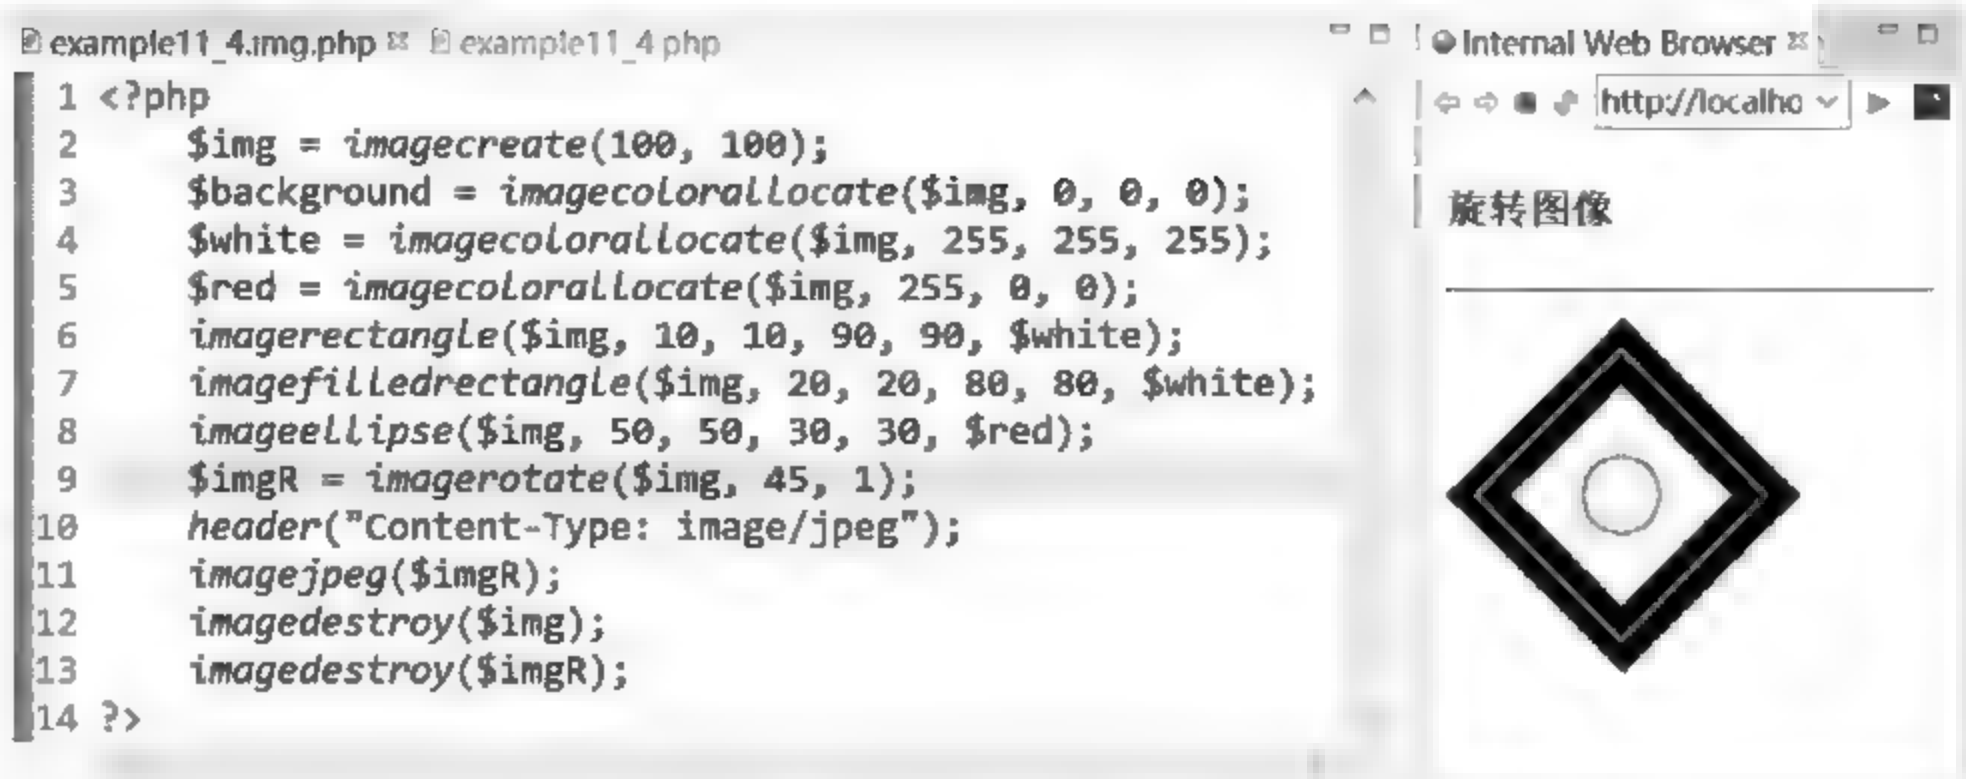 example11_4.img.php example11_4 php
1 <?php
2 $img = imagecreate(100, 100);
3 $background = imagecolorallocate($img, 0, 0, 0);
4 $white = imagecolorallocate($img, 255, 255, 255);
5 $red = imagecolorallocate($img, 255, 0, 0);
6 imagerectangle($img, 10, 10, 90, 90, $white);
7 imagefilledrectangle($img, 20, 20, 80, 80, $white);
8 imageellipse($img, 50, 50, 30, 30, $red);
9 $imgR = imagerotate($img, 45, 1);
10 header("Content-Type: image/jpeg");
11 imagejpeg($imgR);
12 imagedestroy($img);
13 imagedestroy($imgR);
14 ?>
Internal Web Browser
http://localho
旋转图像